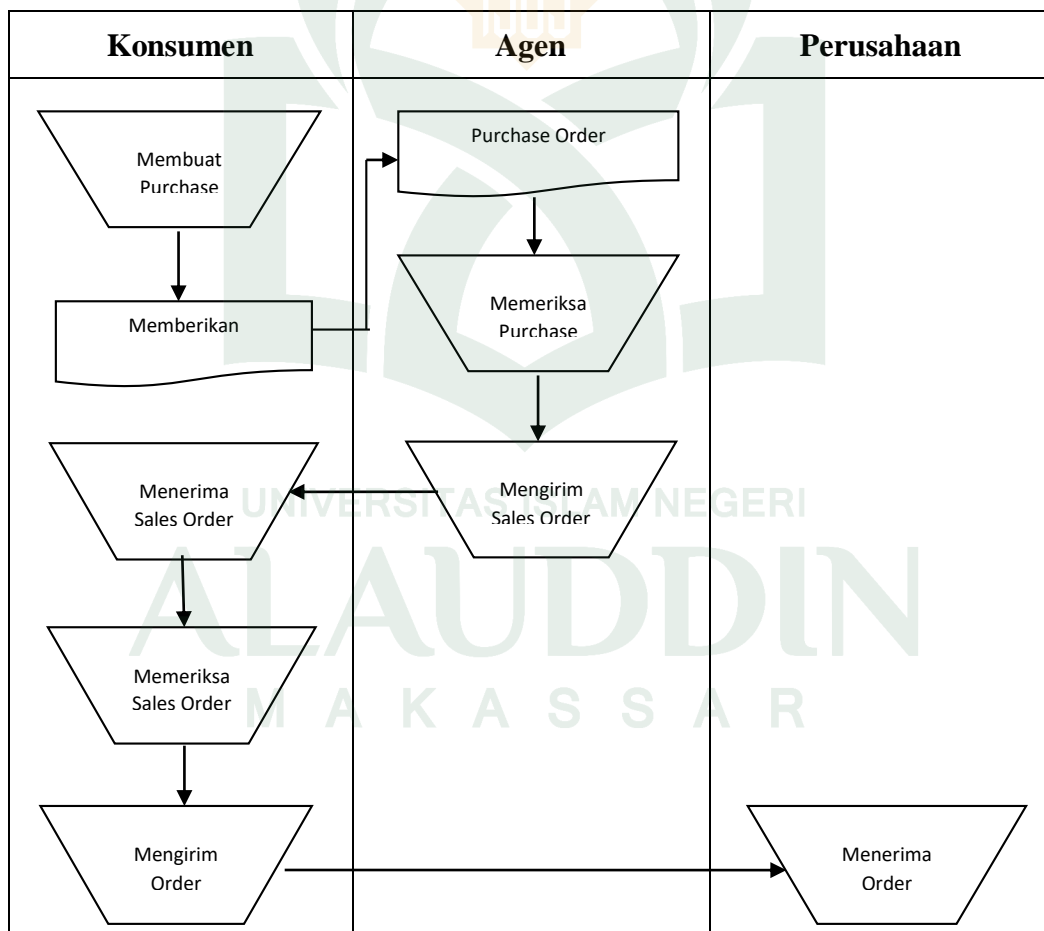 Konsumen
Agen
Perusahaan
Membuat
Purchase
Purchase Order
Memberikan
Memeriksa
Purchase
Menerima
Sales Order
Mengirim
Sales Order
UNIVERSITAS ISLAM NEGERI
ALAUDDIN
Memeriksa
Sales Order
MAKASSAR
Mengirim
Order
Menerima
Order